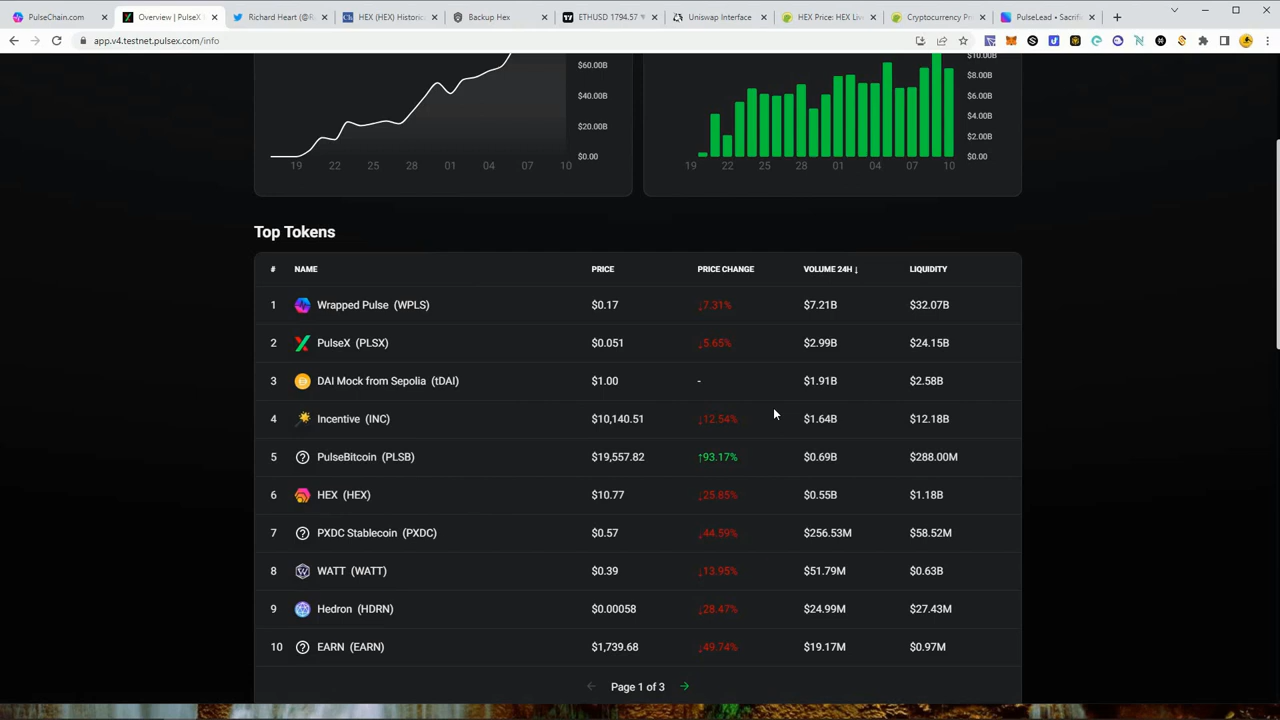 PulseChain.com
Overview | PulseX
Richard Heart (@R
HEX (HEX) Historic
Backup Hex
ETHUSD 1794.57
Uniswap Interface
HEX Price: HEX Liv
Cryptocurrency Pr
PulseLead • Sacrifi
app.v4.testnet.pulsex.com/info
$60.00B
$40.00B
$20.00B
$0.00
19 22 25 28 01 04 07 10
$10.00B
$8.00B
$6.00B
$4.00B
$2.00B
$0.00
19 22 25 28 01 04 07 10
Top Tokens
# NAME PRICE PRICE CHANGE VOLUME 24H ↓ LIQUIDITY
1 Wrapped Pulse (WPLS) $0.17 ↓7.31% $7.21B $32.07B
2 PulseX (PLSX) $0.051 ↓5.65% $2.99B $24.15B
3 DAI Mock from Sepolia (tDAI) $1.00 - $1.91B $2.58B
4 Incentive (INC) $10,140.51 ↓12.54% $1.64B $12.18B
5 PulseBitcoin (PLSB) $19,557.82 ↑93.17% $0.69B $288.00M
6 HEX (HEX) $10.77 ↓25.85% $0.55B $1.18B
7 PXDC Stablecoin (PXDC) $0.57 ↓44.59% $256.53M $58.52M
8 WATT (WATT) $0.39 ↓13.95% $51.79M $0.63B
9 Hedron (HDRN) $0.00058 ↓28.47% $24.99M $27.43M
10 EARN (EARN) $1,739.68 ↓49.74% $19.17M $0.97M
← Page 1 of 3 →